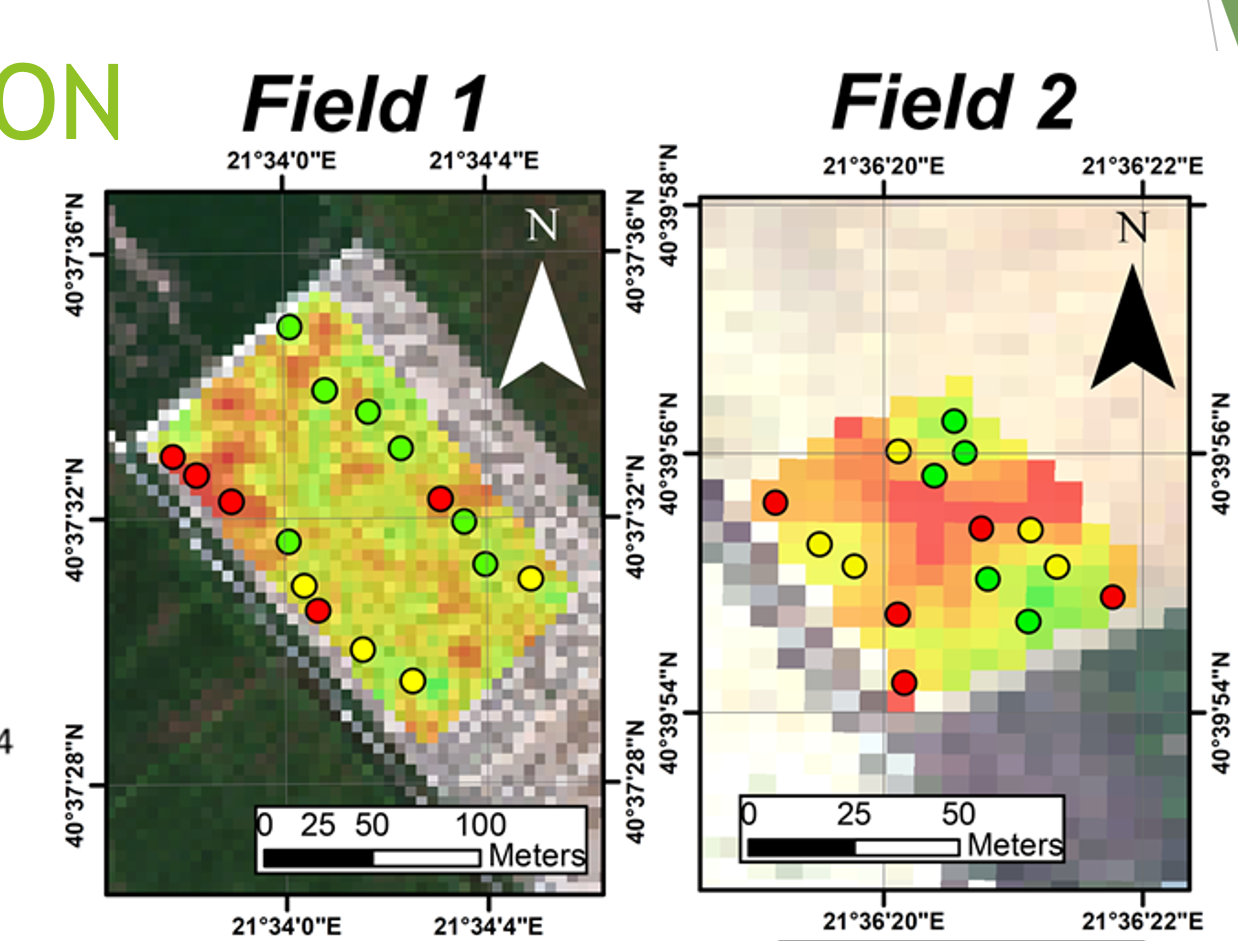 ON
Field 1
21°34'0"E
21°34'4"E
40°37'36"N
40°37'32"N
40°37'28"N
N
40°37'36"N
40°37'32"N
40°37'28"N
0 25 50 100
Meters
21°34'0"E
21°34'4"E
4
Field 2
21°36'20"E
21°36'22"E
40°39'58"N
40°39'56"N
40°39'54"N
N
40°39'56"N
40°39'54"N
0 25 50
Meters
21°36'20"E
21°36'22"E